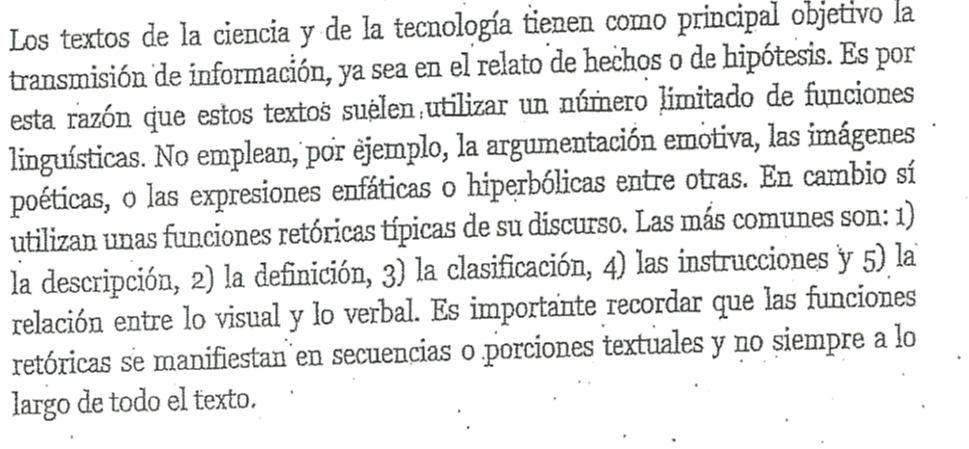 Los textos de la ciencia y de la tecnología tienen como principal objetivo la
transmisión de información, ya sea en el relato de hechos o de hipótesis. Es por
esta razón que estos textos suelen utilizar un número limitado de funciones
linguísticas. No emplean, por ejemplo, la argumentación emotiva, las imágenes
poéticas, o las expresiones enfáticas o hiperbólicas entre otras. En cambio sí
utilizan unas funciones retóricas típicas de su discurso. Las más comunes son: 1)
la descripción, 2) la definición, 3) la clasificación, 4) las instrucciones y 5) la
relación entre lo visual y lo verbal. Es importante recordar que las funciones
retóricas se manifiestan en secuencias o porciones textuales y no siempre a lo
largo de todo el texto.